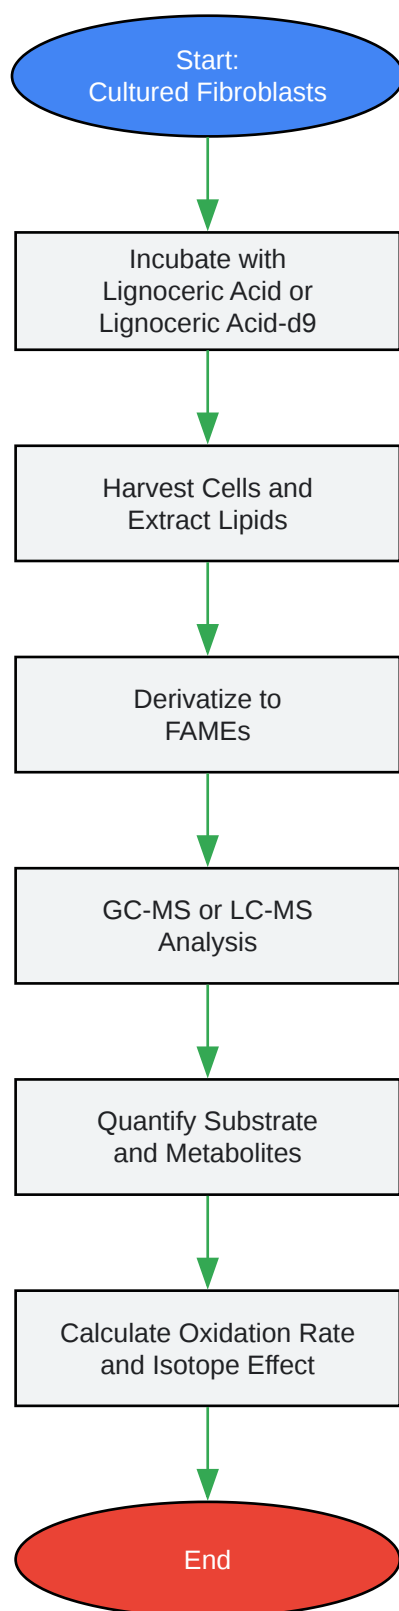 Start:
Cultured Fibroblasts
Incubate with
Lignoceric Acid or
Lignoceric Acid-d9
Harvest Cells and
Extract Lipids
Derivatize to
FAMEs
GC-MS or LC-MS
Analysis
Quantify Substrate
and Metabolites
Calculate Oxidation Rate
and Isotope Effect
End